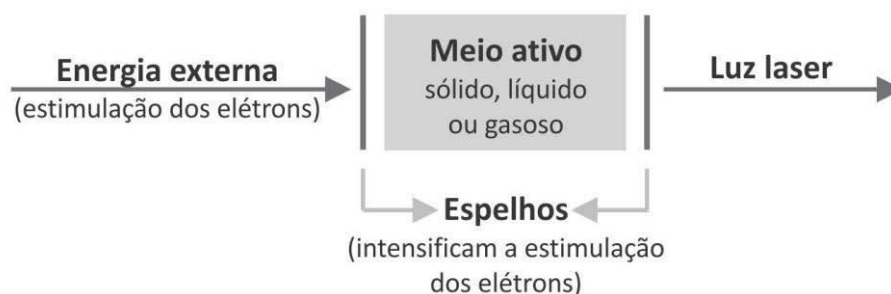 Energia externa
(estimulação dos elétrons)
Meio ativo
sólido, líquido
ou gasoso
Luz laser
Espelhos
(intensificam a estimulação
dos elétrons)